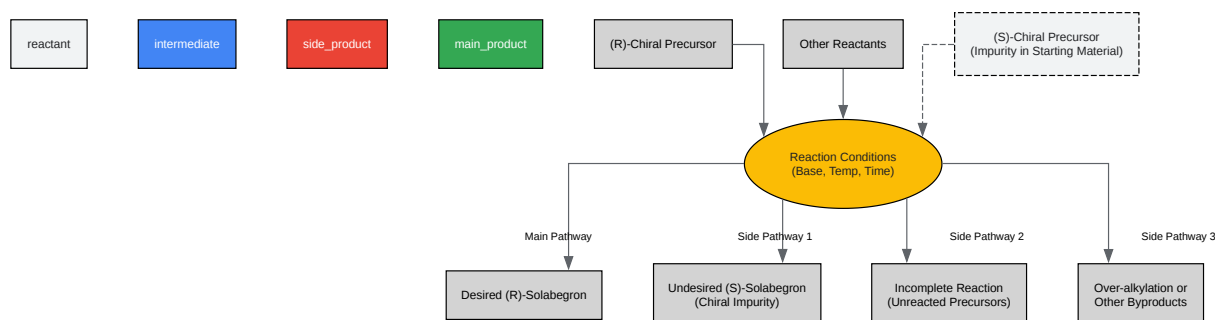 reactant
intermediate
side_product
main_product
(R)-Chiral Precursor
Other Reactants
(S)-Chiral Precursor
(Impurity in Starting Material)
Reaction Conditions
(Base, Temp, Time)
Main Pathway
Side Pathway 1
Side Pathway 2
Side Pathway 3
Desired (R)-Solabegron
Undesired (S)-Solabegron
(Chiral Impurity)
Incomplete Reaction
(Unreacted Precursors)
Over-alkylation or
Other Byproducts